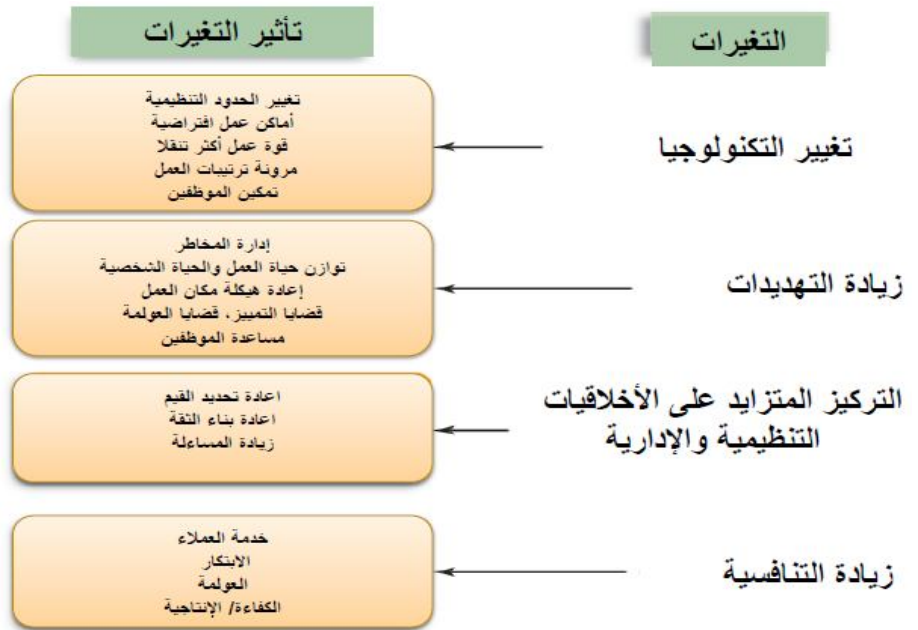 التغيرات
تأثير التغيرات
تغيير التكنولوجيا
تغيير الحدود التنظيمية
أماكن عمل افتراضية
قوة عمل أكثر تنقلا
مرونة ترتيبات العمل
تمكين الموظفين
زيادة التهديدات
إدارة المخاطر
توازن حياة العمل والحياة الشخصية
إعادة هيكلة مكان العمل
قضايا التمييز، قضايا العولمة
مساعدة الموظفين
التركيز المتزايد على الأخلاقيات
التنظيمية والإدارية
اعادة تحديد القيم
اعادة بناء الثقة
زيادة المساءلة
زيادة التنافسية
خدمة العملاء
الابتكار
العولمة
الكفاءة/ الإنتاجية